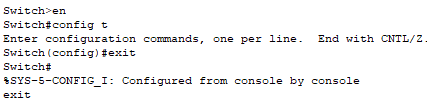 Switch>en
Switch#config t
Enter configuration commands, one per line.  End with CNTL/Z.
Switch(config)#exit
Switch#
%SYS-5-CONFIG_I: Configured from console by console
exit